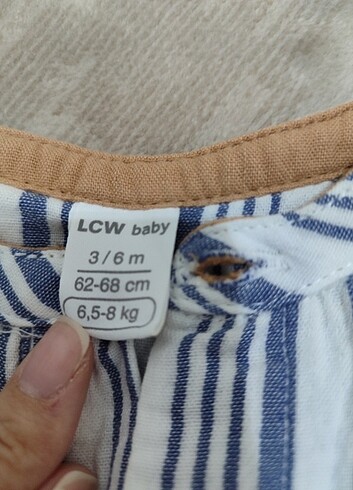 LCW baby
3 / 6 m
62-68 cm
6,5-8 kg